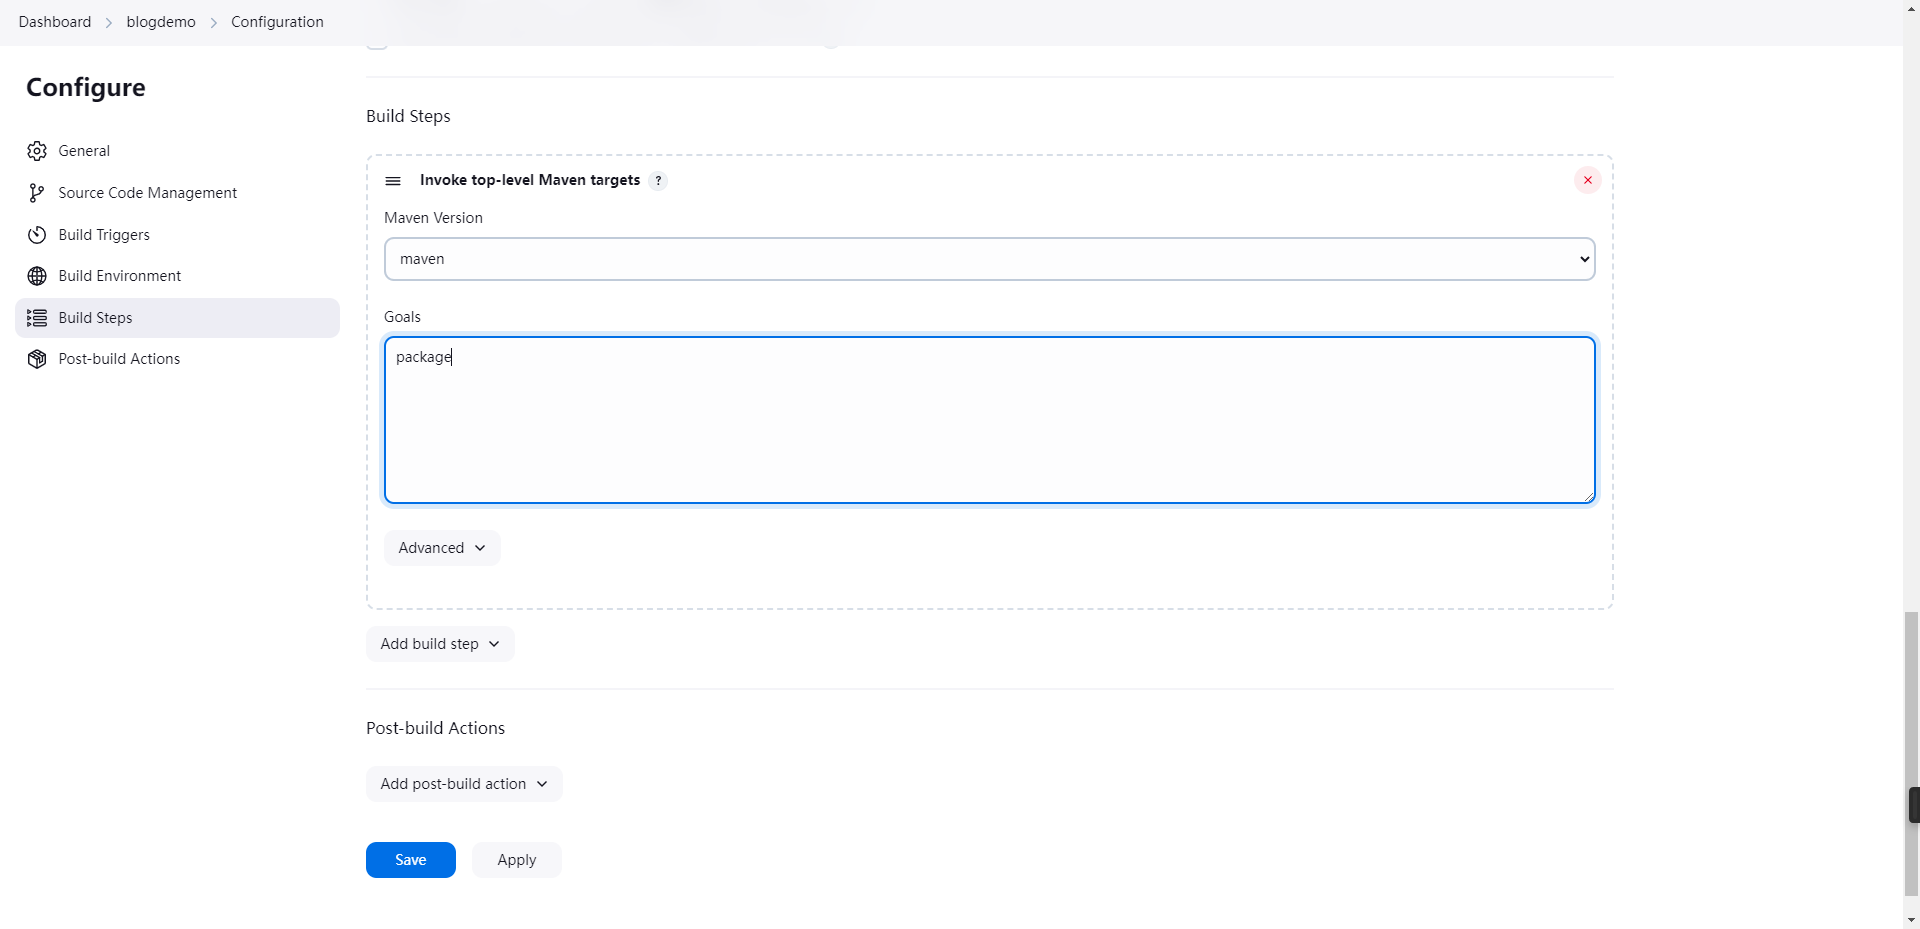 Dashboard
blogdemo
Configuration
Configure
General
Source Code Management
Build Triggers
Build Environment
Build Steps
Post-build Actions
Build Steps
Invoke top-level Maven targets ?
Maven Version
maven
Goals
package
Advanced
Add build step
Post-build Actions
Add post-build action
Save
Apply